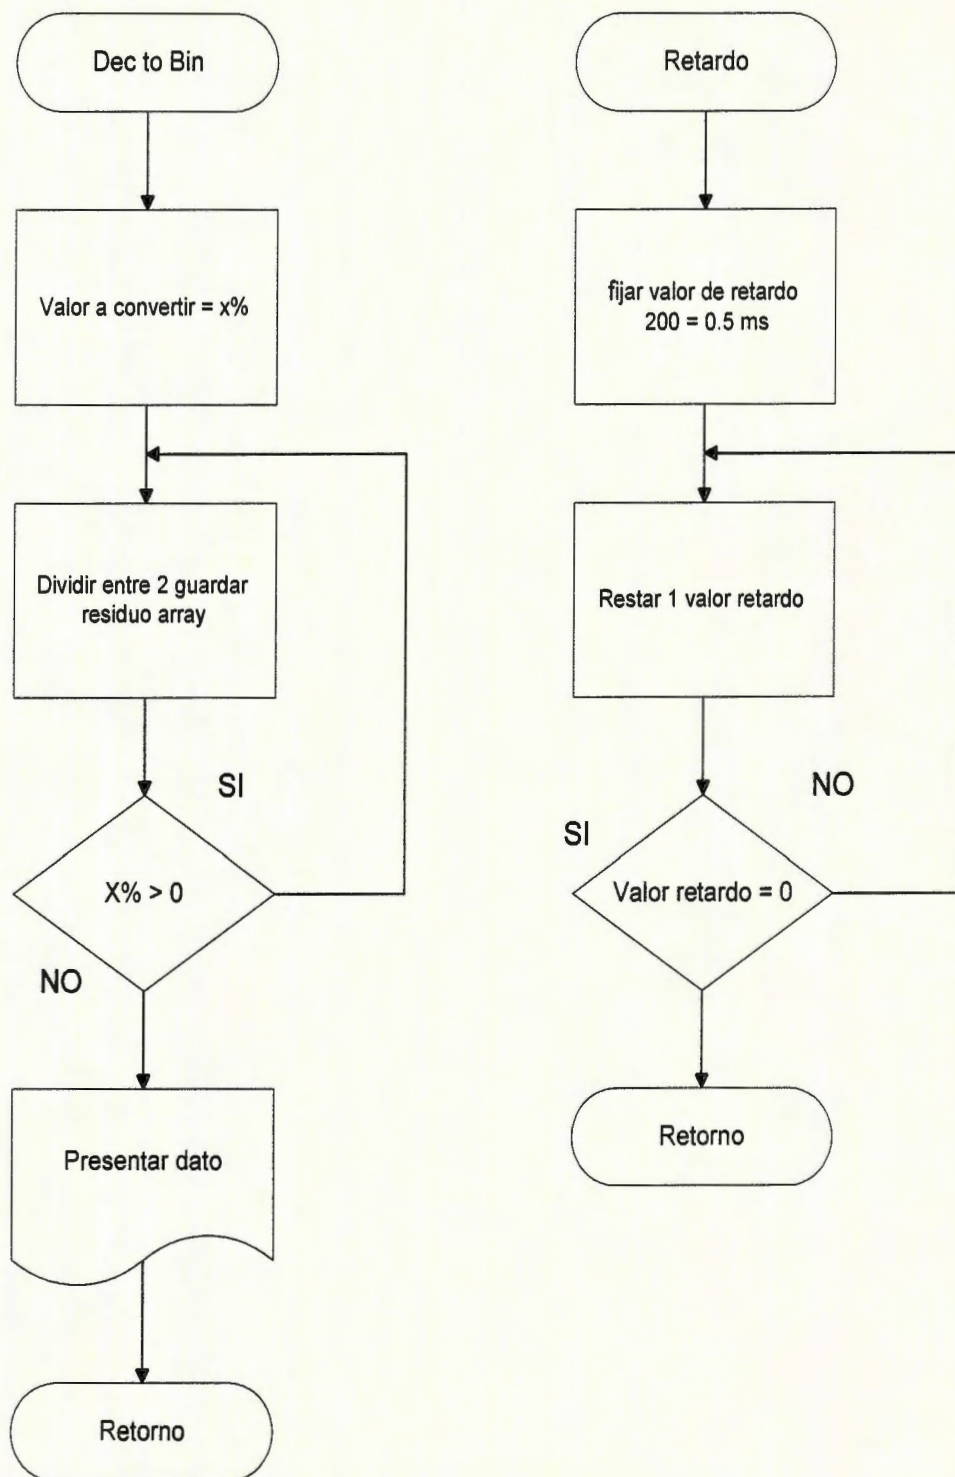 Dec to Bin
Valor a convertir = x%
Dividir entre 2 guardar
residuo array
SI
X% > 0
NO
Presentar dato
Retorno
Retardo
fijar valor de retardo
200 = 0.5 ms
Restar 1 valor retardo
NO
SI
Valor retardo = 0
Retorno